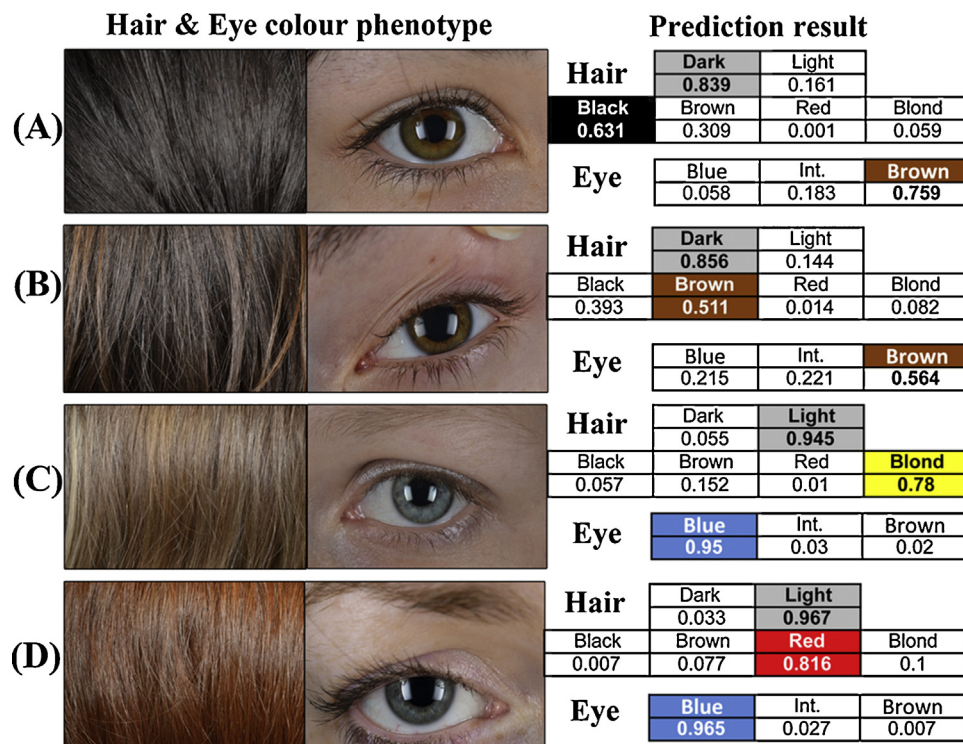 Hair & Eye colour phenotype Prediction result
(A)
Hair Dark Light
0.839 0.161
Black Brown Red Blond
0.631 0.309 0.001 0.059
Eye Blue Int. Brown
0.058 0.183 0.759
(B)
Hair Dark Light
0.856 0.144
Black Brown Red Blond
0.393 0.511 0.014 0.082
Eye Blue Int. Brown
0.215 0.221 0.564
(C)
Hair Dark Light
0.055 0.945
Black Brown Red Blond
0.057 0.152 0.01 0.78
Eye Blue Int. Brown
0.95 0.03 0.02
(D)
Hair Dark Light
0.033 0.967
Black Brown Red Blond
0.007 0.077 0.816 0.1
Eye Blue Int. Brown
0.965 0.027 0.007